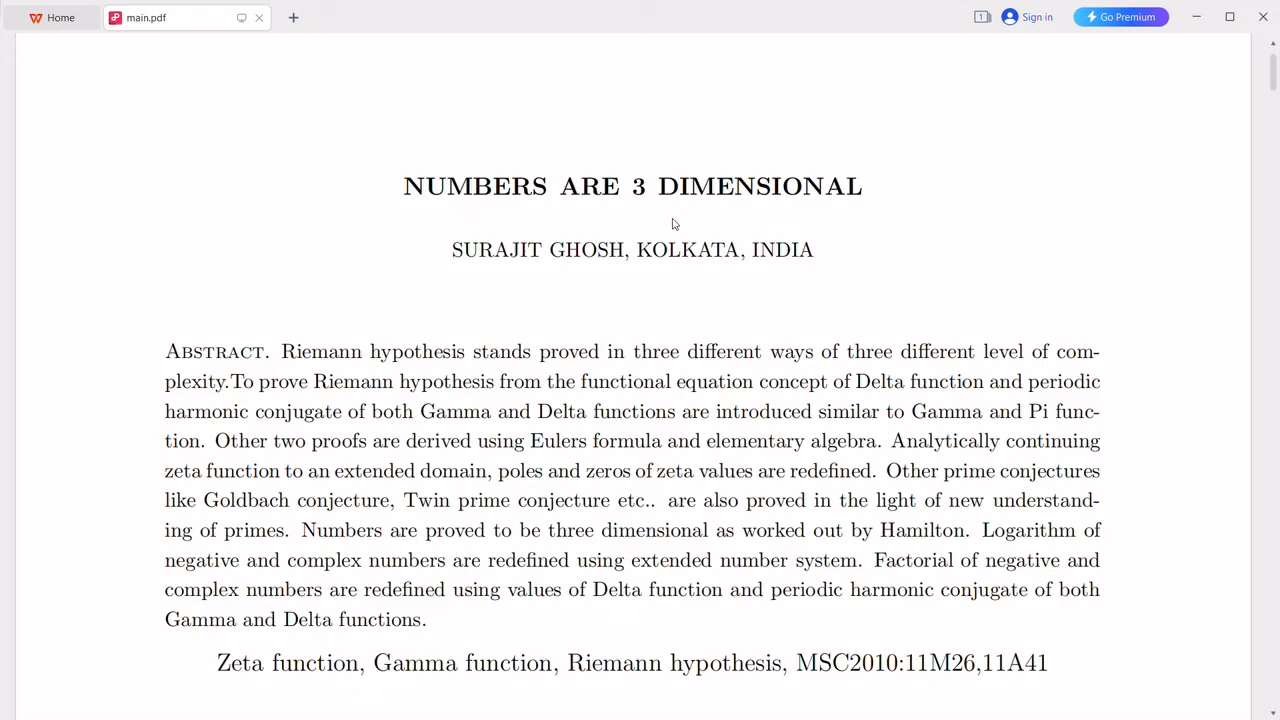 Home
main.pdf
1
Sign in
Go Premium
NUMBERS ARE 3 DIMENSIONAL
SURAJIT GHOSH, KOLKATA, INDIA
Abstract. Riemann hypothesis stands proved in three different ways of three different level of com-
plexity.To prove Riemann hypothesis from the functional equation concept of Delta function and periodic
harmonic conjugate of both Gamma and Delta functions are introduced similar to Gamma and Pi func-
tion. Other two proofs are derived using Eulers formula and elementary algebra. Analytically continuing
zeta function to an extended domain, poles and zeros of zeta values are redefined. Other prime conjectures
like Goldbach conjecture, Twin prime conjecture etc.. are also proved in the light of new understand-
ing of primes. Numbers are proved to be three dimensional as worked out by Hamilton. Logarithm of
negative and complex numbers are redefined using extended number system. Factorial of negative and
complex numbers are redefined using values of Delta function and periodic harmonic conjugate of both
Gamma and Delta functions.
Zeta function, Gamma function, Riemann hypothesis, MSC2010:11M26,11A41